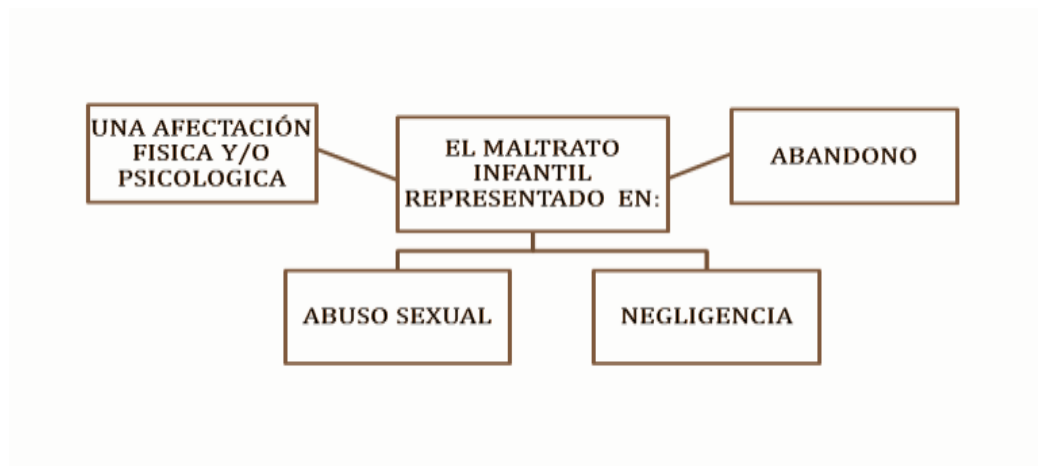 UNA AFECTACIÓN
FISICA Y/O
PSICOLOGICA
EL MALTRATO
INFANTIL
REPRESENTADO EN:
ABANDONO
ABUSO SEXUAL
NEGLIGENCIA